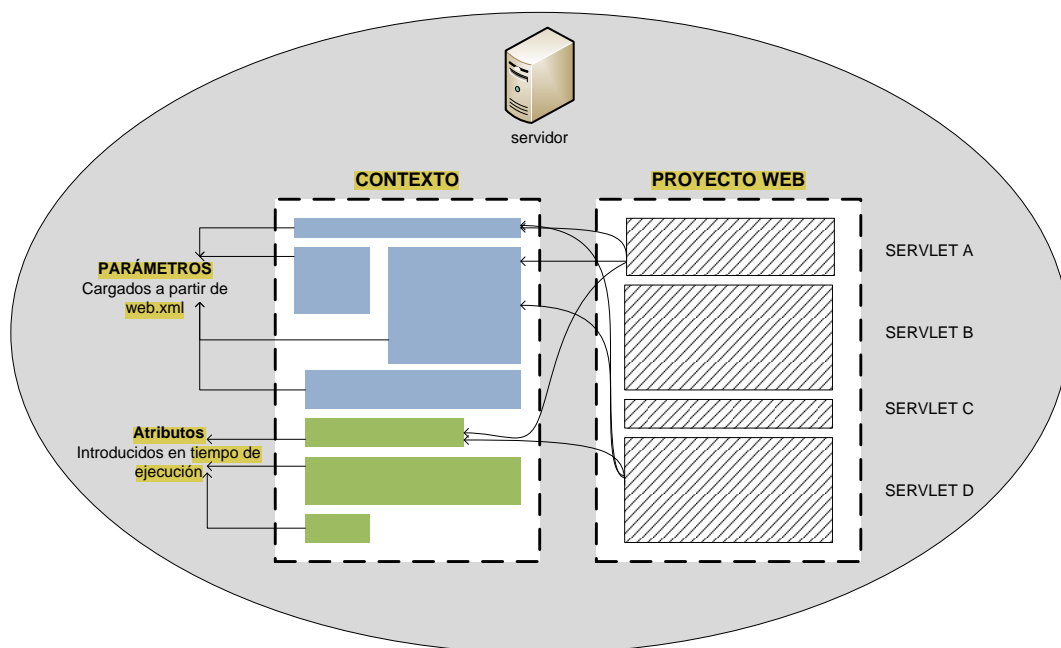 servidor
CONTEXTO
PROYECTO WEB
PARÁMETROS
Cargados a partir de
web.xml
Atributos
Introducidos en tiempo de
ejecución
SERVLET A
SERVLET B
SERVLET C
SERVLET D